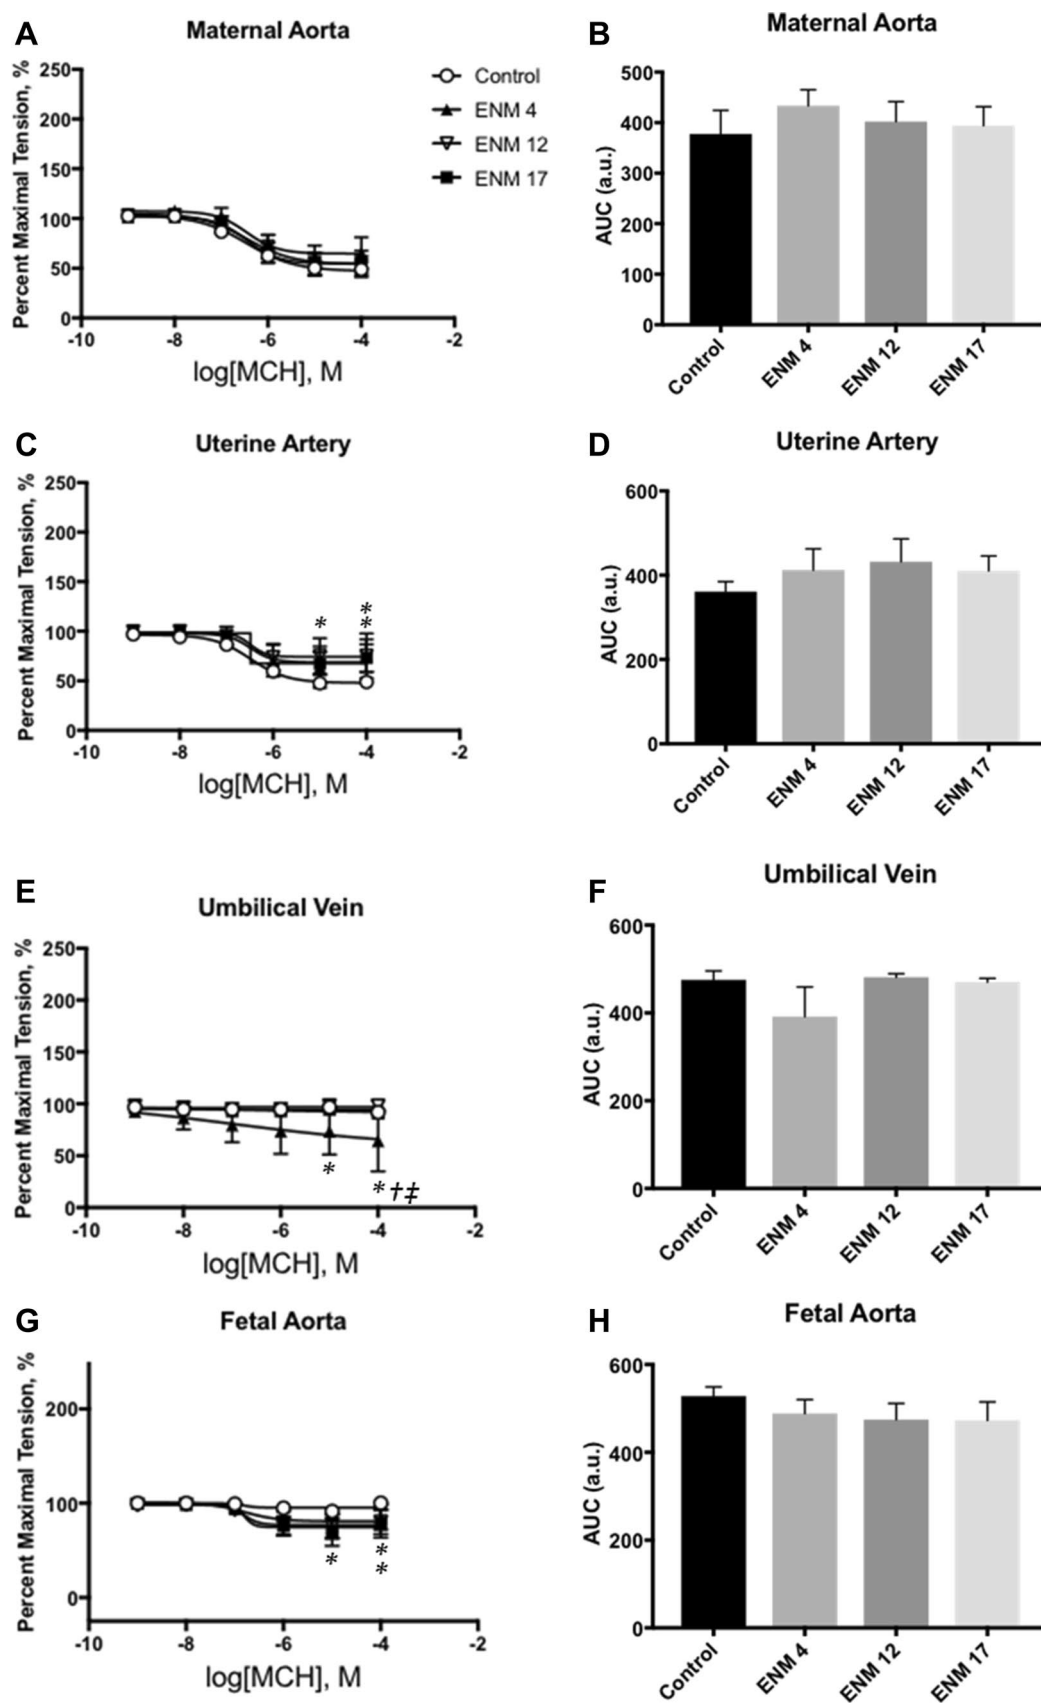 A
Maternal Aorta
Percent Maximal Tension, %
250
200
150
100
50
0
-10
-8
-6
-4
-2
log[MCH], M
Control
ENM 4
ENM 12
ENM 17
B
Maternal Aorta
AUC (a.u.)
500
400
300
200
100
0
Control
ENM 4
ENM 12
ENM 17
C
Uterine Artery
Percent Maximal Tension, %
250
200
150
100
50
0
*
*
*
-10
-8
-6
-4
-2
log[MCH], M
D
Uterine Artery
AUC (a.u.)
600
400
200
0
Control
ENM 4
ENM 12
ENM 17
E
Umbilical Vein
Percent Maximal Tension, %
250
200
150
100
50
0
*
*†‡
-10
-8
-6
-4
-2
log[MCH], M
F
Umbilical Vein
AUC (a.u.)
600
400
200
0
Control
ENM 4
ENM 12
ENM 17
G
Fetal Aorta
Percent Maximal Tension, %
200
100
0
*
*
*
-10
-8
-6
-4
-2
log[MCH], M
H
Fetal Aorta
AUC (a.u.)
600
400
200
0
Control
ENM 4
ENM 12
ENM 17